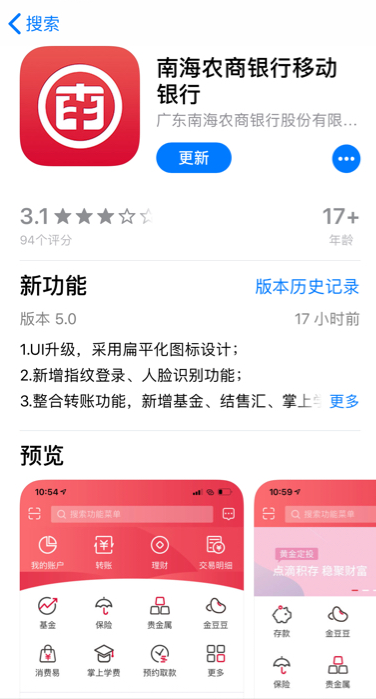 搜索
南海农商银行移动
银行
广东南海农商银行股份有限...
更新
3.1
17+
94个评分
年龄
新功能
版本历史记录
版本 5.0
17 小时前
1.UI升级，采用扁平化图标设计；
2.新增指纹登录、人脸识别功能；
3.整合转账功能，新增基金、结售汇、掌上学 更多
预览
10:54
搜索功能菜单
我的账户 转账 理财 交易明细
基金 保险 贵金属 金豆豆
消费易 掌上学费 预约取款 更多
10:59
搜索功能菜单
黄金定投
点滴积存 稳聚财富
存款 金豆豆
保险 贵金属